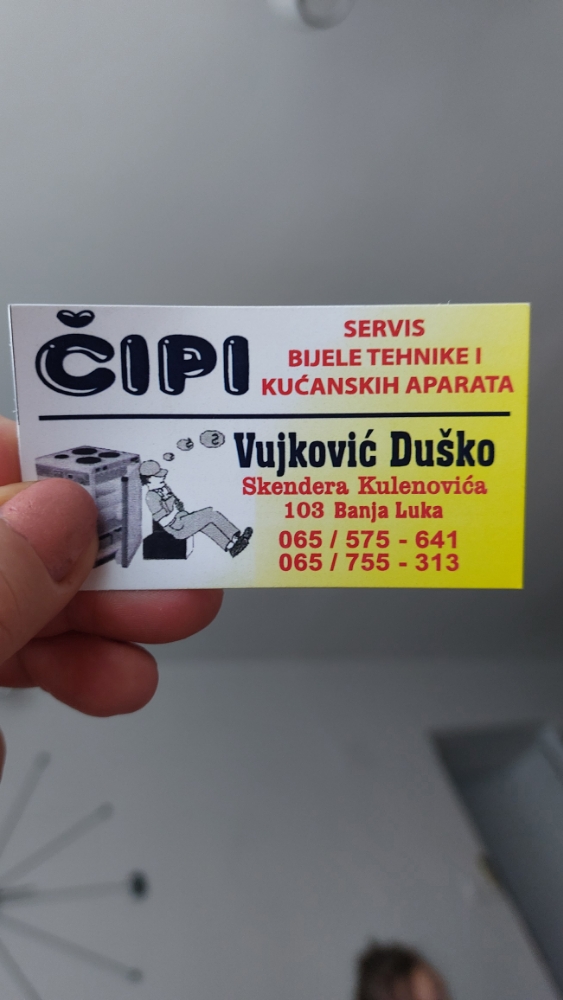 ČIPI
SERVIS
BIJELE TEHNIKE I
KUĆANSKIH APARATA
Vujković Duško
Skendera Kulenovića
103 Banja Luka
065 / 575 - 641
065 / 755 - 313